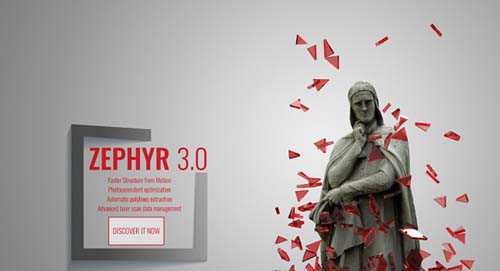 ZEPHYR 3.0
Faster Structure from Motion
Photoconsistent optimization
Automatic polylines extraction
Advanced laser scan data management
DISCOVER IT NOW